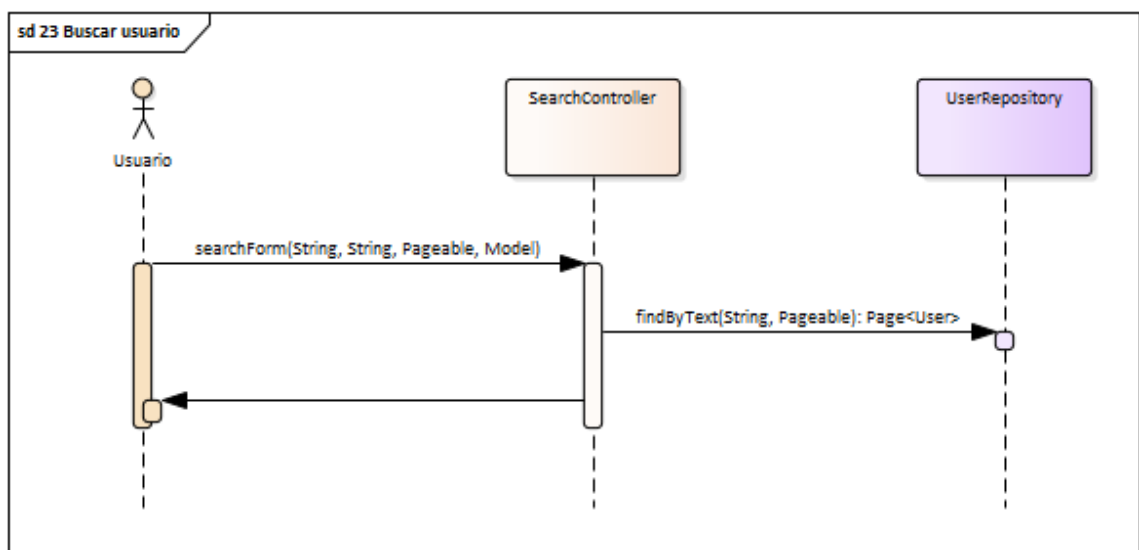 sd 23 Buscar usuario
SearchController
UserRepository
Usuario
searchForm(String, String, Pageable, Model)
findByText(String, Pageable): Page<User>